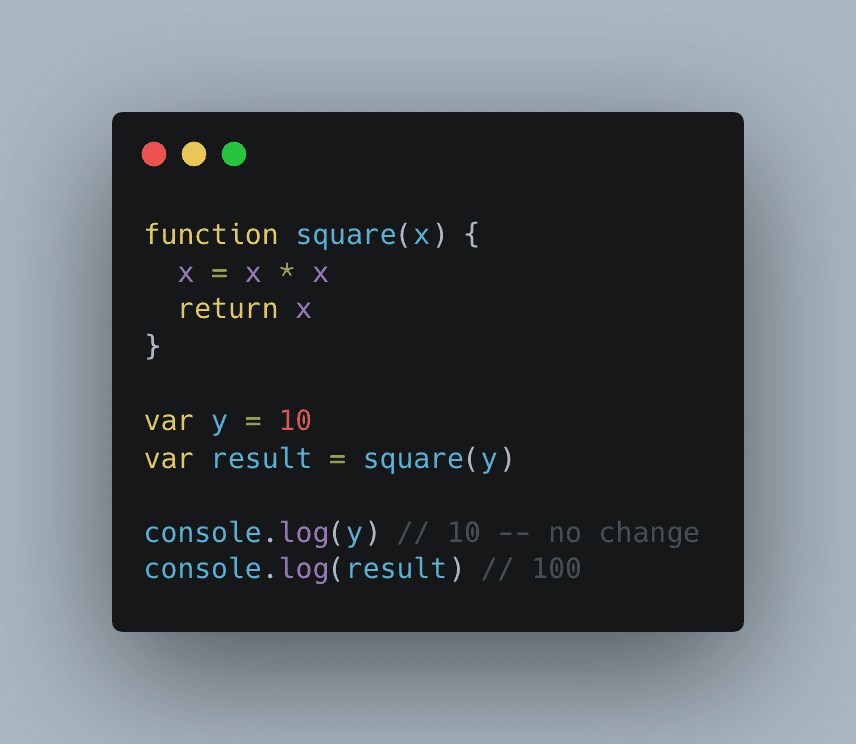 function square(x) {
  x = x * x
  return x
}

var y = 10
var result = square(y)

console.log(y) // 10 -- no change
console.log(result) // 100